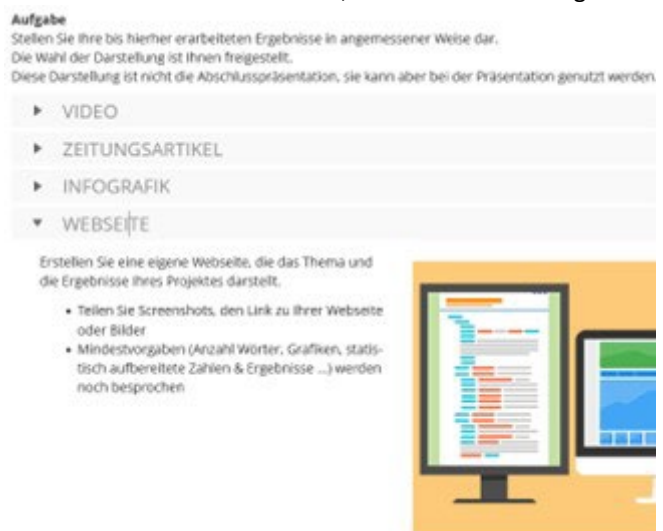 Aufgabe
Stellen Sie Ihre bis hierher erarbeiteten Ergebnisse in angemessener Weise dar.
Die Wahl der Darstellung ist Ihnen freigestellt.
Diese Darstellung ist nicht die Abschlusspräsentation, sie kann aber bei der Präsentation genutzt werden.
VIDEO
ZEITUNGSARTIKEL
INFOGRAFIK
WEBSEITE
Erstellen Sie eine eigene Webseite, die das Thema und
die Ergebnisse Ihres Projektes darstellt.
• Teilen Sie Screenshots, den Link zu Ihrer Webseite
oder Bilder
• Mindestvorgaben (Anzahl Wörter, Grafiken, statis-
tisch aufbereitete Zahlen & Ergebnisse ...) werden
noch besprochen